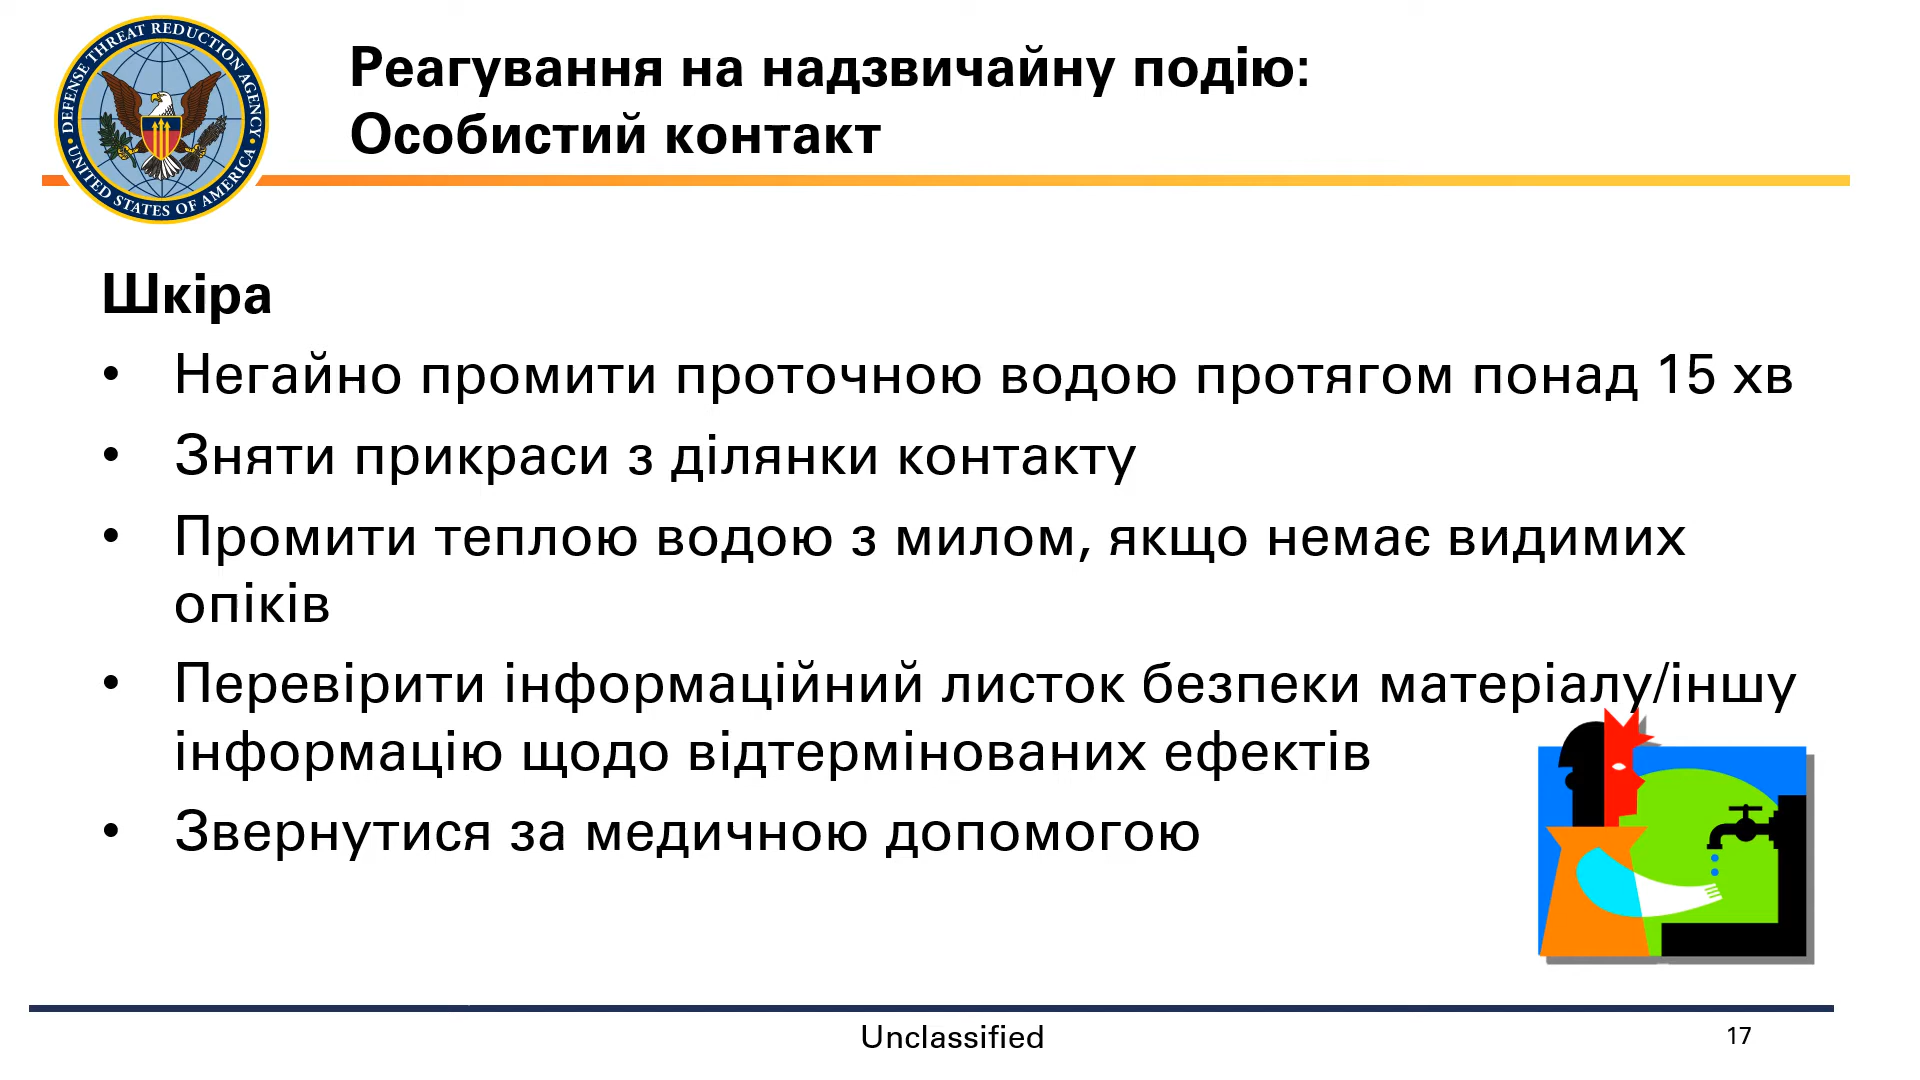 DEFENSE THREAT REDUCTION AGENCY
UNITED STATES OF AMERICA
Реагування на надзвичайну подію:
Особистий контакт
Шкіра
• Негайно промити проточною водою протягом понад 15 хв
• Зняти прикраси з ділянки контакту
• Промити теплою водою з милом, якщо немає видимих
опіків
• Перевірити інформаційний листок безпеки матеріалу/іншу
інформацію щодо відтермінованих ефектів
• Звернутися за медичною допомогою
Unclassified
17